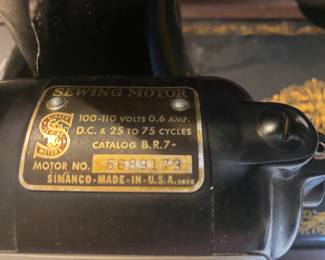 SEWING MOTOR
100-110 VOLTS 0.6 AMP.
D.C. & 25 TO 75 CYCLES
CATALOG B.R.7-
MOTOR NO. 5689173
SIMANCO-MADE IN U.S.A.